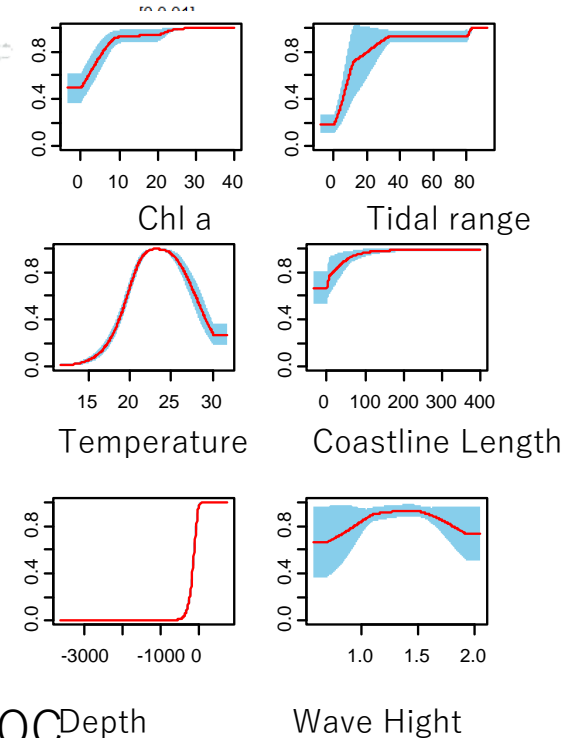 0.0 0.4 0.8
0 10 20 30 40
Chl a
0.0 0.4 0.8
0 20 40 60 80
Tidal range
0.0 0.4 0.8
15 20 25 30
Temperature
0.0 0.4 0.8
0 100 200 300 400
Coastline Length
0.0 0.4 0.8
-3000 -1000 0
Depth
0.0 0.4 0.8
1.0 1.5 2.0
Wave Hight